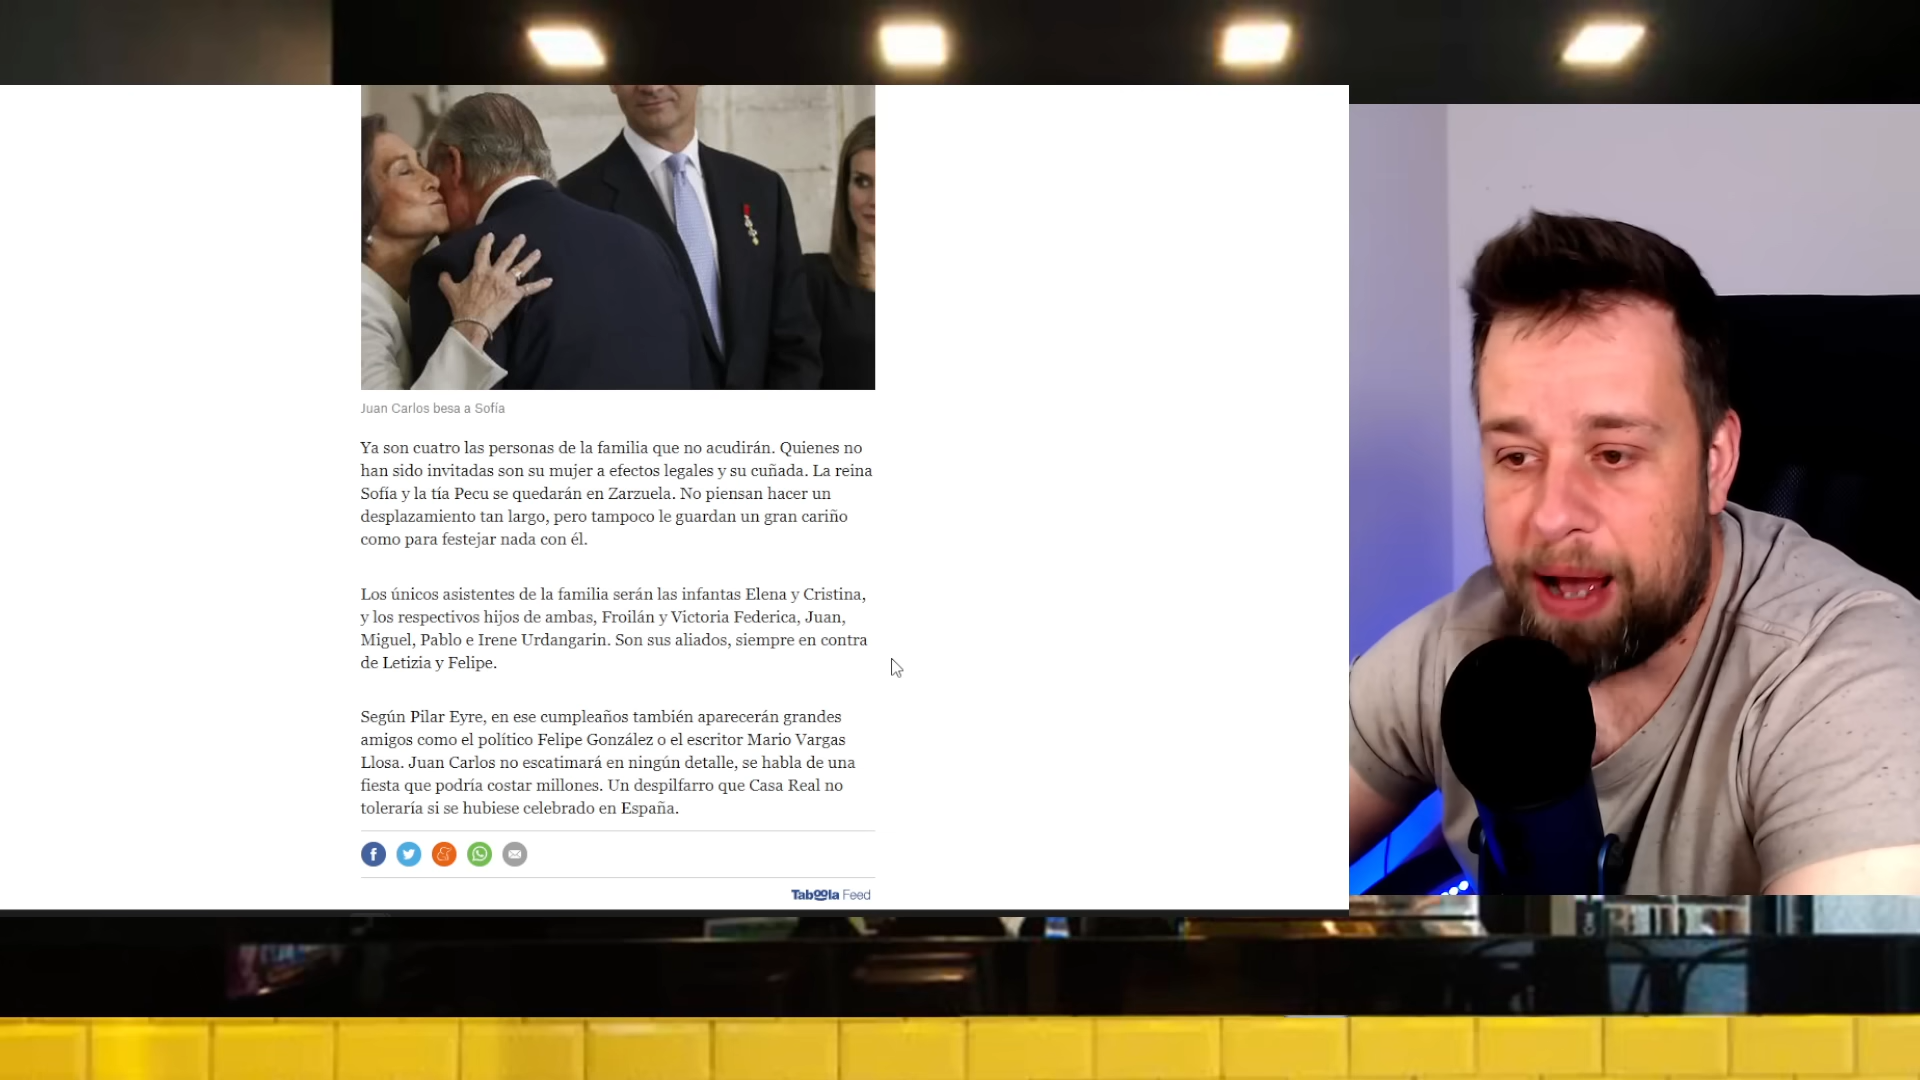 Juan Carlos besa a Sofía
Ya son cuatro las personas de la familia que no acudirán. Quienes no
han sido invitadas son su mujer a efectos legales y su cuñada. La reina
Sofía y la tía Pecu se quedarán en Zarzuela. No piensan hacer un
desplazamiento tan largo, pero tampoco le guardan un gran cariño
como para festejar nada con él.
Los únicos asistentes de la familia serán las infantas Elena y Cristina,
y los respectivos hijos de ambas, Froilán y Victoria Federica, Juan,
Miguel, Pablo e Irene Urdangarin. Son sus aliados, siempre en contra
de Letizia y Felipe.
Según Pilar Eyre, en ese cumpleaños también aparecerán grandes
amigos como el político Felipe González o el escritor Mario Vargas
Llosa. Juan Carlos no escatimará en ningún detalle, se habla de una
fiesta que podría costar millones. Un despilfarro que Casa Real no
toleraría si se hubiese celebrado en España.
Taboola Feed